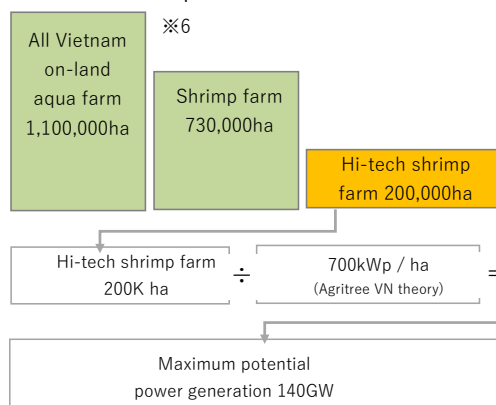 ※6
All Vietnam
on-land
aqua farm
1,100,000ha
Shrimp farm
730,000ha
Hi-tech shrimp
farm 200,000ha
Hi-tech shrimp farm
200K ha
÷
700kWp / ha
(Agritree VN theory)
=
Maximum potential
power generation 140GW